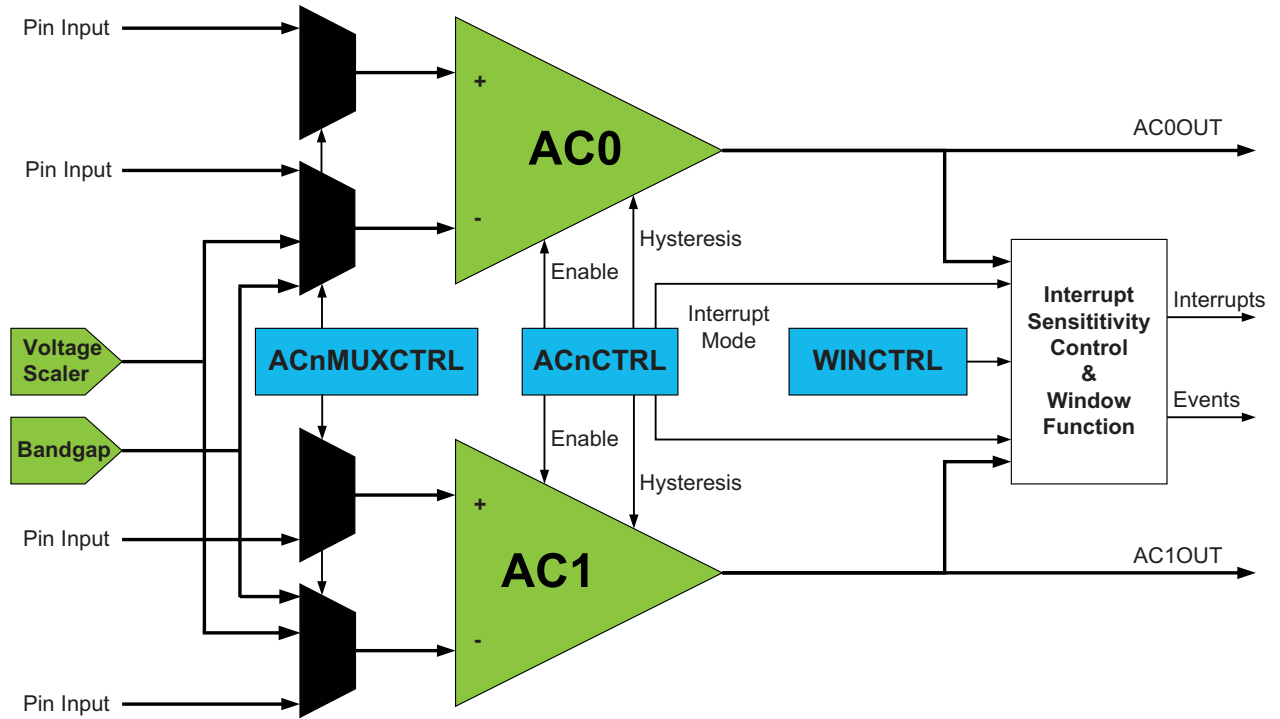 Pin Input
+
AC0
AC0OUT
Pin Input
-
Hysteresis
Enable
Interrupt
Mode
Interrupt
Sensititivity
Control
&
Window
Function
Interrupts
Events
Voltage
Scaler
ACnMUXCTRL
ACnCTRL
WINCTRL
Bandgap
Enable
Hysteresis
+
Pin Input
AC1
AC1OUT
-
Pin Input